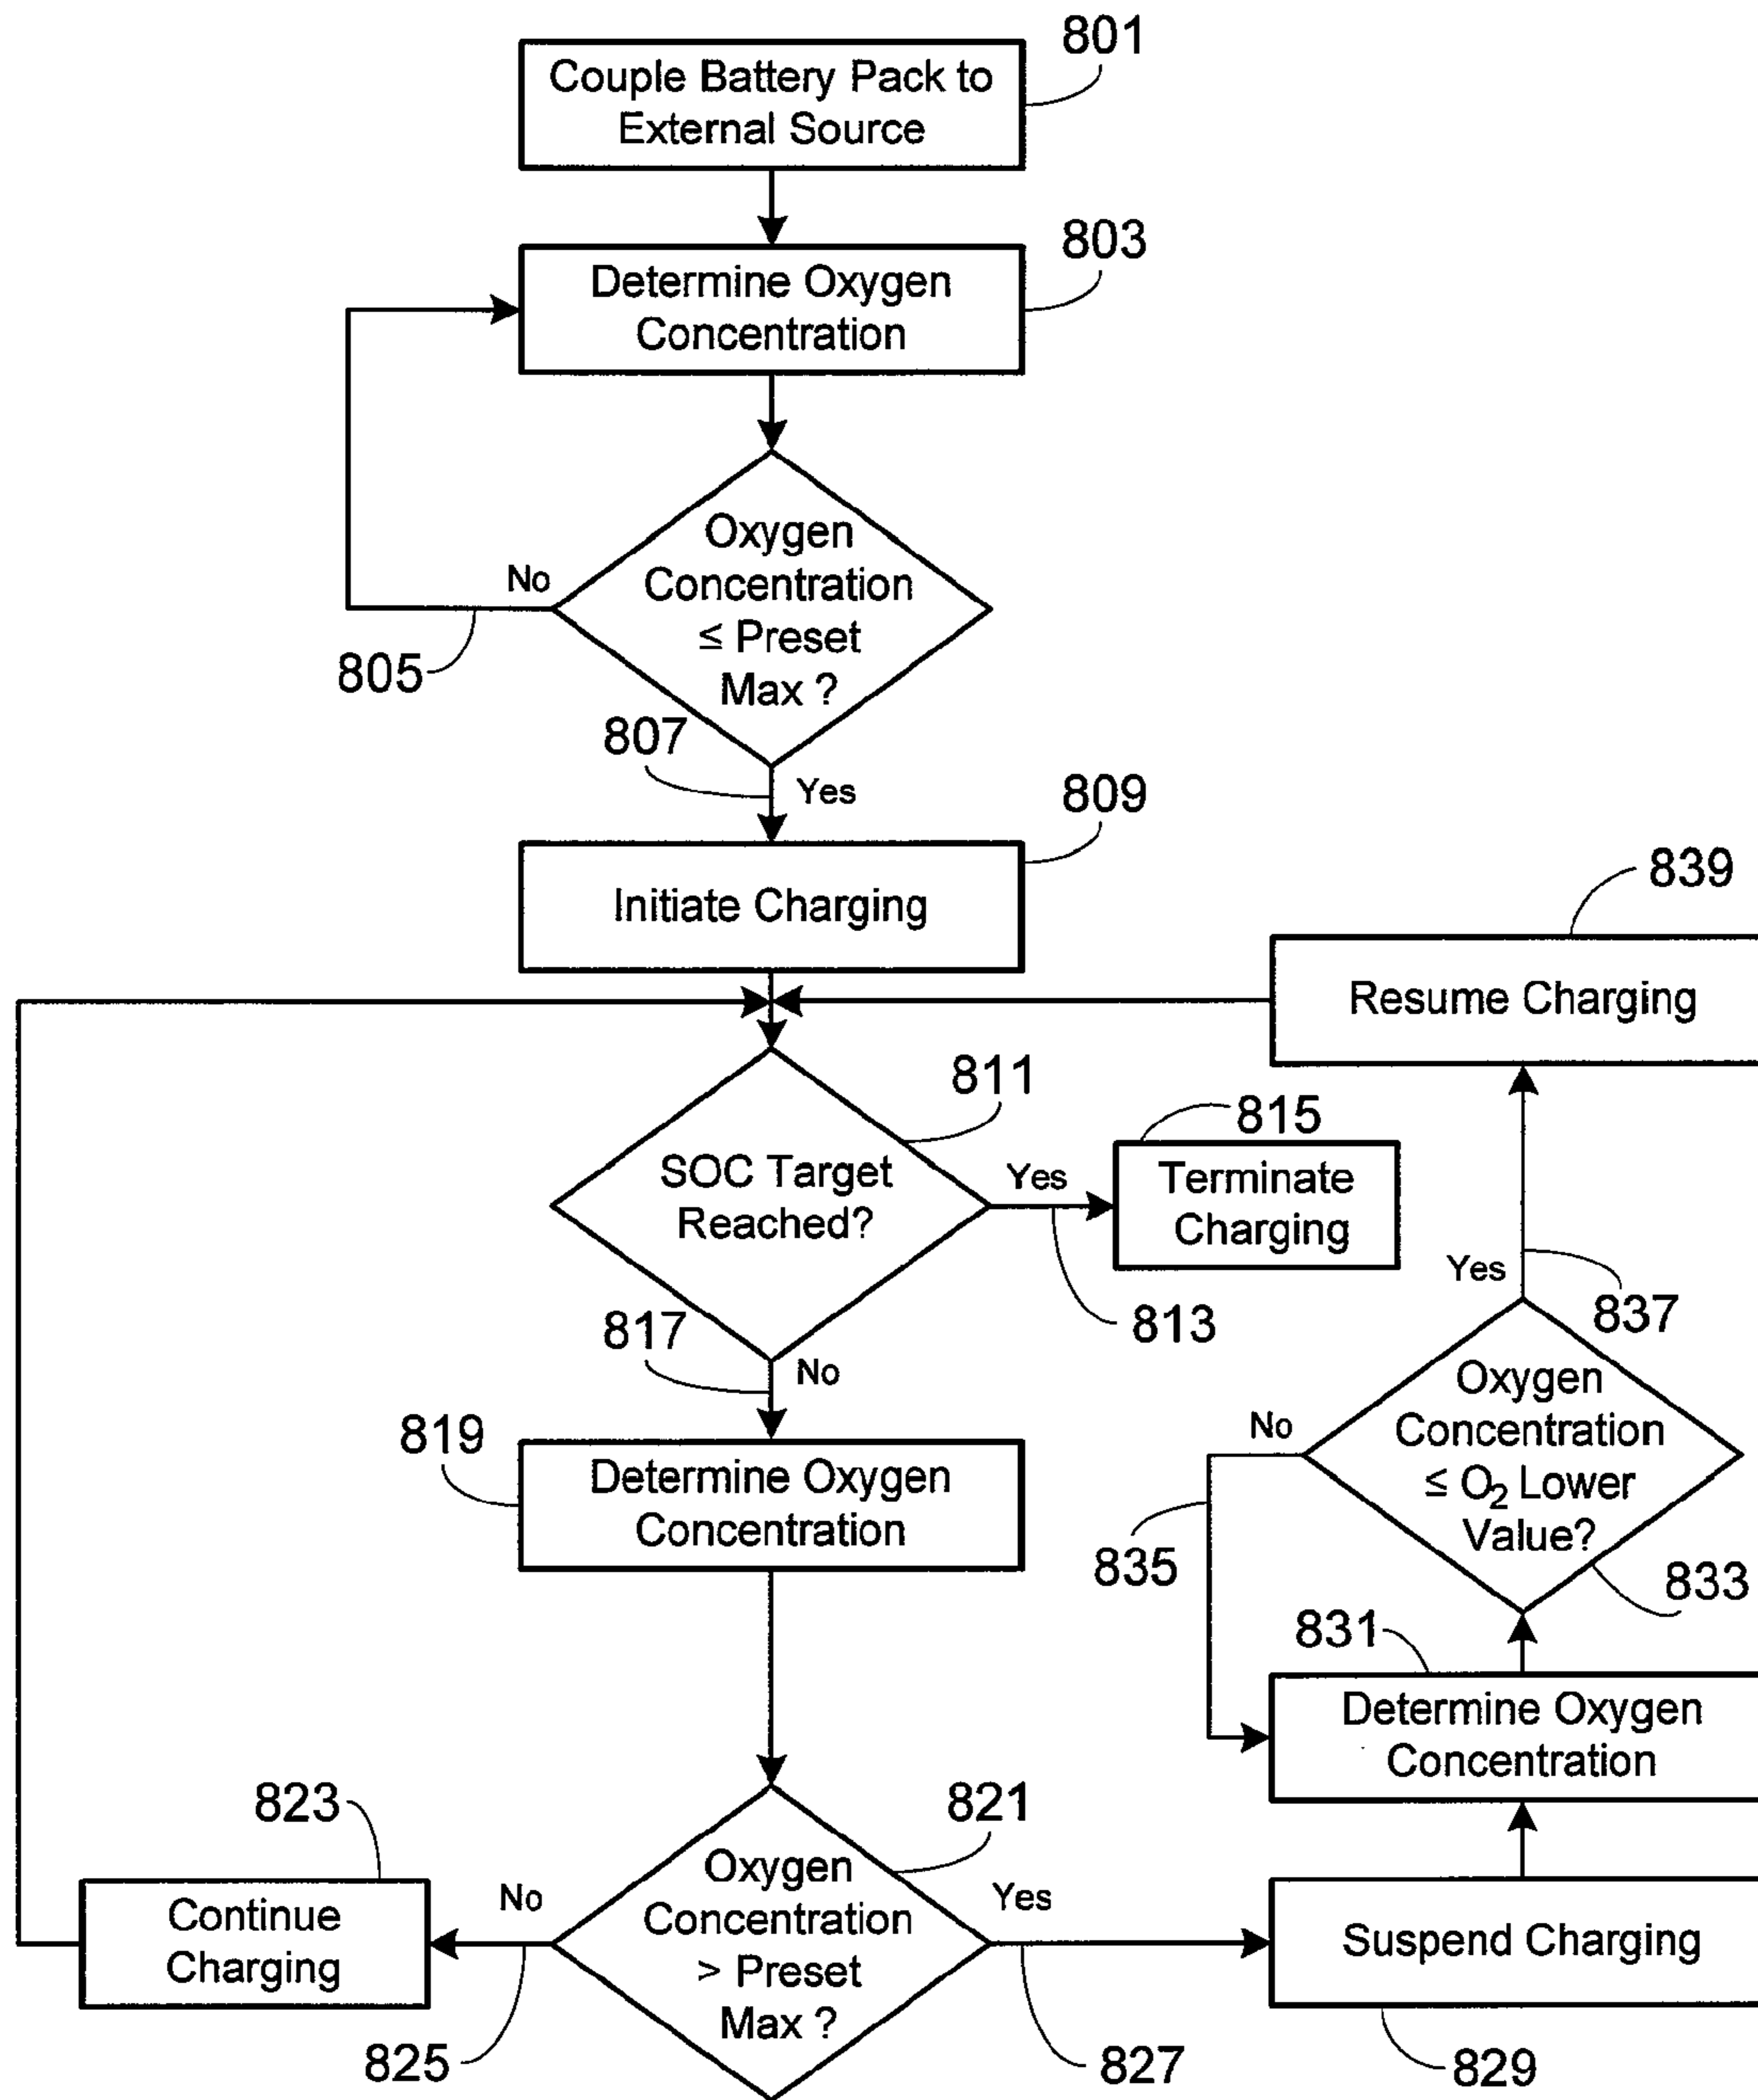 801
Couple Battery Pack to
External Source
803
Determine Oxygen
Concentration
Oxygen
Concentration
≤ Preset
Max ?
No
805
807
Yes
809
Initiate Charging
839
Resume Charging
811
SOC Target
Reached?
Yes
813
815
Terminate
Charging
817
No
819
Determine Oxygen
Concentration
837
Yes
Oxygen
Concentration
≤ O₂ Lower
Value?
No
835
833
831
Determine Oxygen
Concentration
823
Continue
Charging
No
825
821
Oxygen
Concentration
> Preset
Max ?
Yes
827
Suspend Charging
829